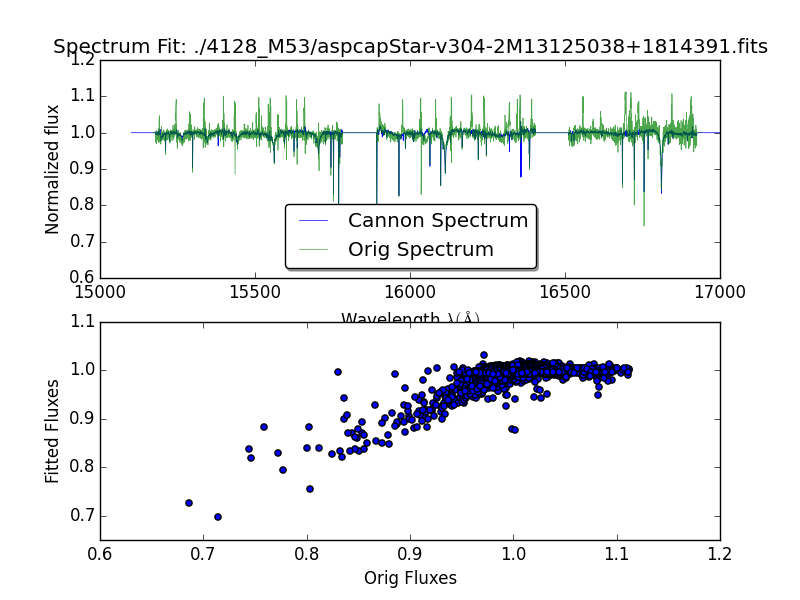 Spectrum Fit: ./4128_M53/aspcapStar-v304-2M13125038+1814391.fits
1.2
1.1
1.0
0.9
0.8
0.7
0.6
Normalized flux
Cannon Spectrum
Orig Spectrum
15000 15500 16000 16500 17000
Wavelength λ(Å)
1.1
1.0
0.9
0.8
0.7
Fitted Fluxes
0.6 0.7 0.8 0.9 1.0 1.1 1.2
Orig Fluxes